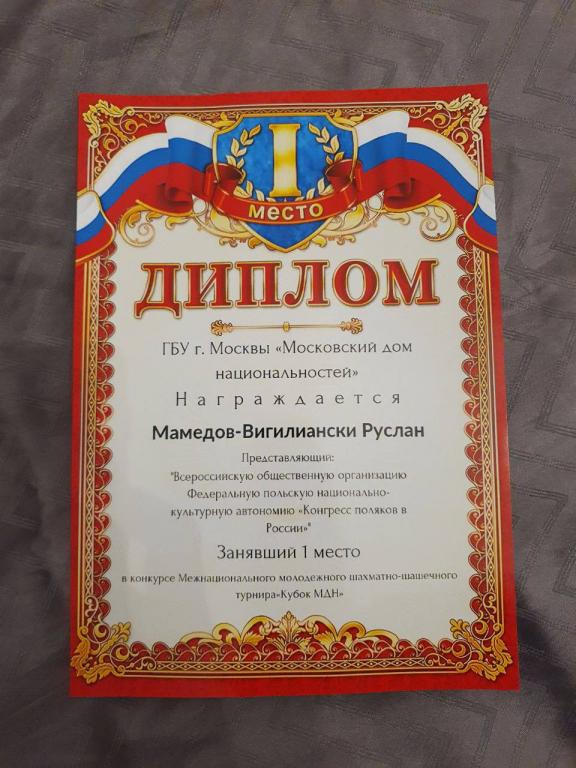 I
место
ДИПЛОМ
ГБУ г. Москвы «Московский дом
национальностей»
Награждается
Мамедов-Вигилиански Руслан
Представляющий:
"Всероссийскую общественную организацию
Федеральную польскую национально-
культурную автономию «Конгресс поляков в
России»"
Занявший 1 место
в конкурсе Межнационального молодежного шахматно-шашечного
турнира«Кубок МДН»